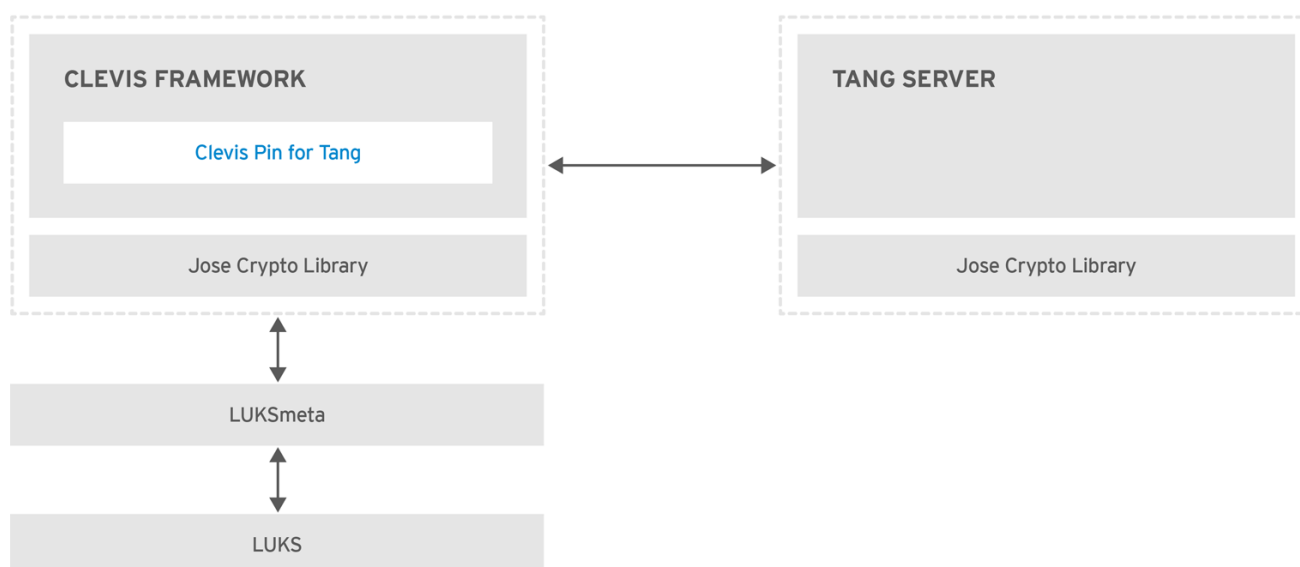 CLEVIS FRAMEWORK
Clevis Pin for Tang
Jose Crypto Library
TANG SERVER
Jose Crypto Library
LUKSmeta
LUKS